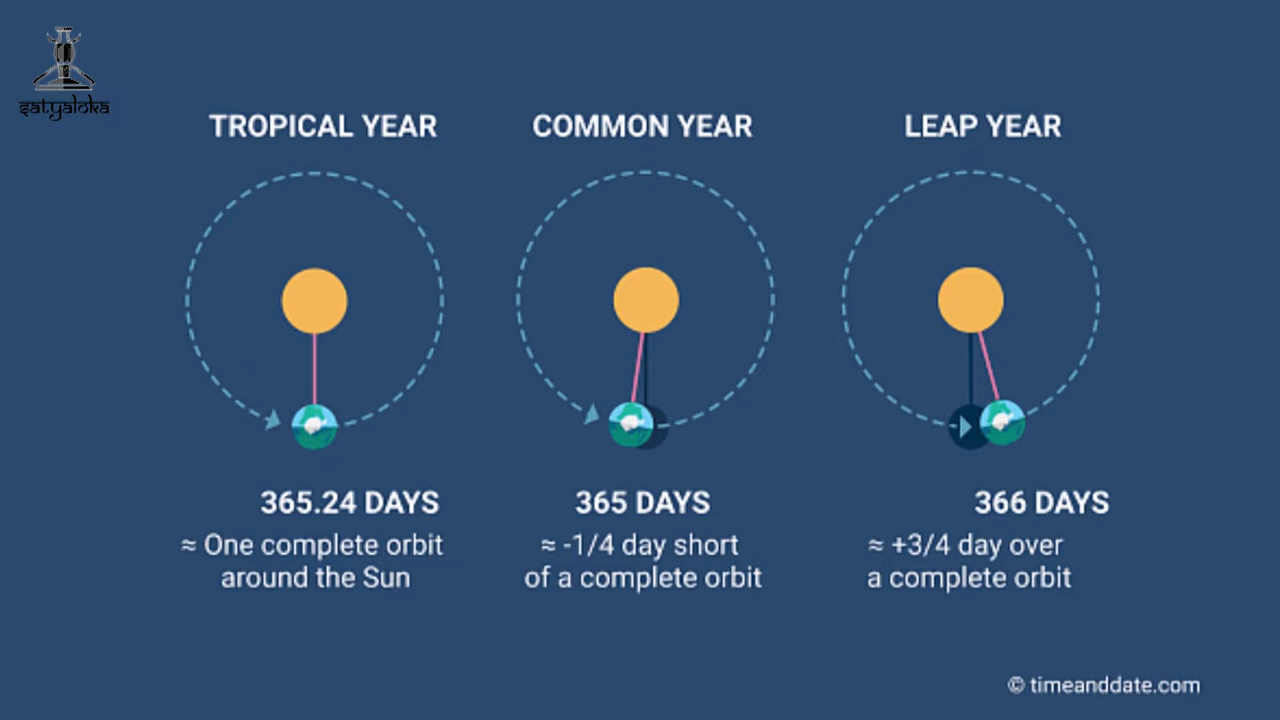 satyaloka
TROPICAL YEAR
COMMON YEAR
LEAP YEAR
365.24 DAYS
≈ One complete orbit
around the Sun
365 DAYS
≈ -1/4 day short
of a complete orbit
366 DAYS
≈ +3/4 day over
a complete orbit
© timeanddate.com